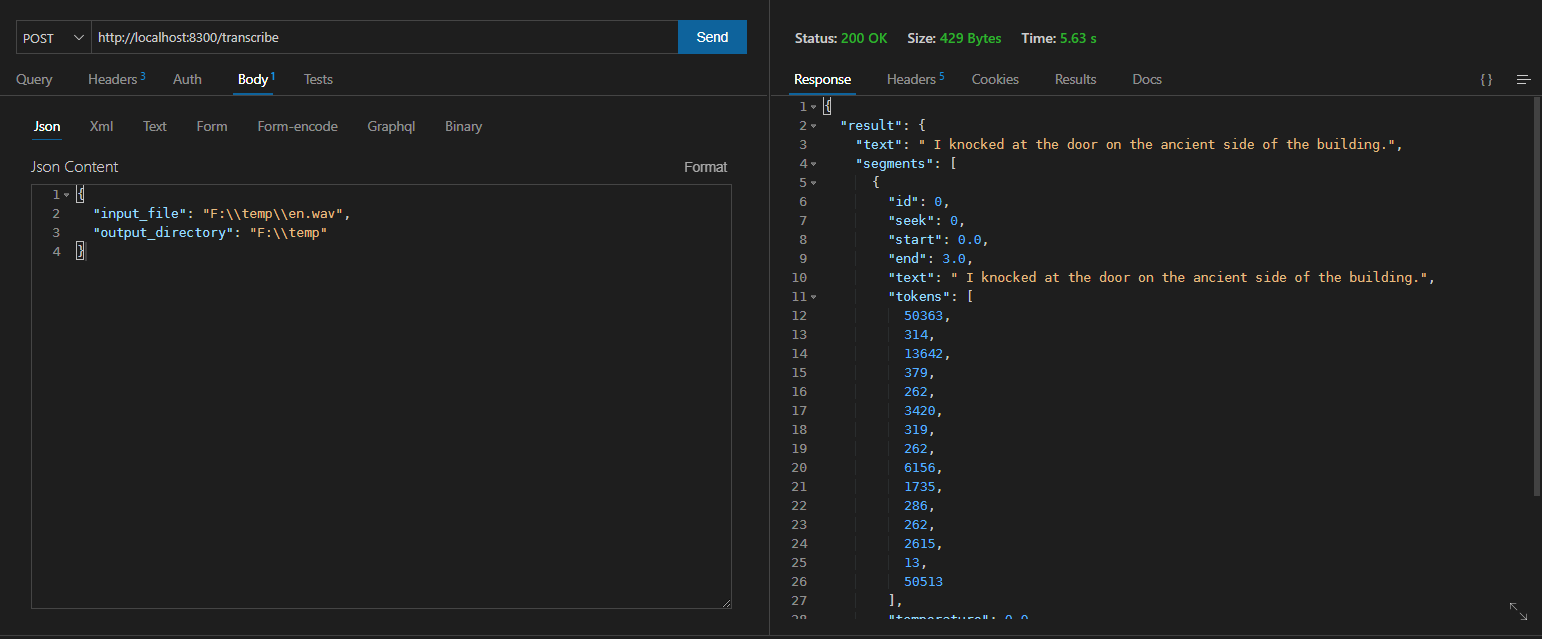 POST http://localhost:8300/transcribe Send
Query Headers 3 Auth Body 1 Tests
Json Xml Text Form Form-encode Graphql Binary
Json Content Format
1 {
2 "input_file": "F:\\temp\\en.wav",
3 "output_directory": "F:\\temp"
4 }
Status: 200 OK Size: 429 Bytes Time: 5.63 s
Response Headers 5 Cookies Results Docs { }
1 {
2 "result": {
3 "text": " I knocked at the door on the ancient side of the building.",
4 "segments": [
5 {
6 "id": 0,
7 "seek": 0,
8 "start": 0.0,
9 "end": 3.0,
10 "text": " I knocked at the door on the ancient side of the building.",
11 "tokens": [
12 50363,
13 314,
14 13642,
15 379,
16 262,
17 3420,
18 319,
19 262,
20 6156,
21 1735,
22 286,
23 262,
24 2615,
25 13,
26 50513
27 ],
28 "temperature": 0.0